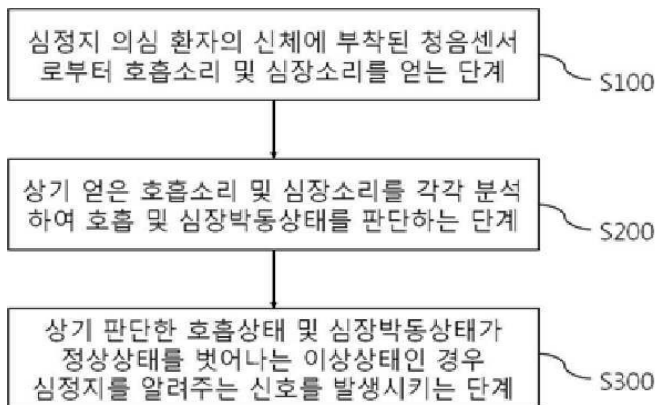 심정지 의심 환자의 신체에 부착된 청음센서
로부터 호흡소리 및 심장소리를 얻는 단계
S100
상기 얻은 호흡소리 및 심장소리를 각각 분석
하여 호흡 및 심장박동상태를 판단하는 단계
S200
상기 판단한 호흡상태 및 심장박동상태가
정상상태를 벗어나는 이상상태인 경우
심정지를 알려주는 신호를 발생시키는 단계
S300